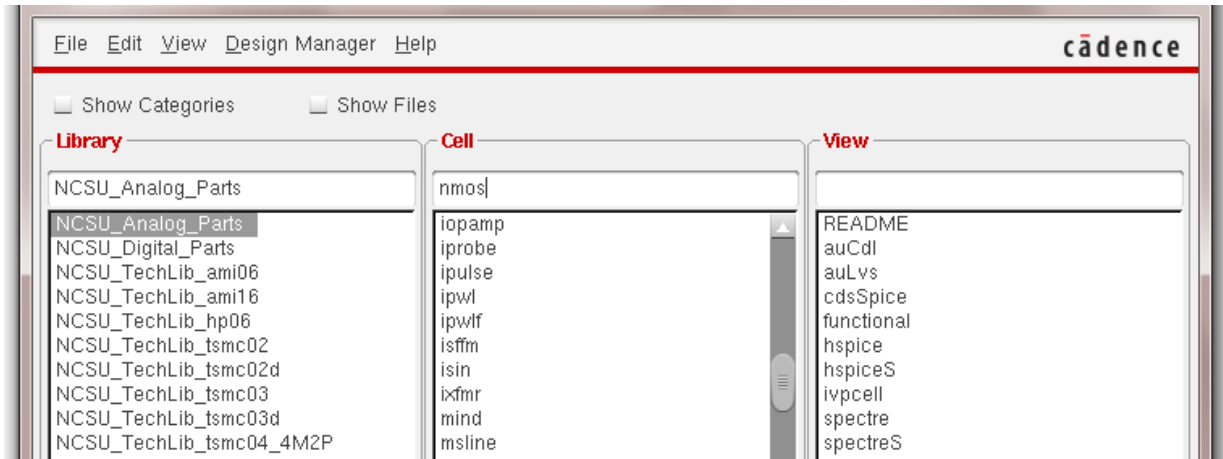 File Edit View Design Manager Help
cādence
Show Categories Show Files
Library
NCSU_Analog_Parts
NCSU_Analog_Parts
NCSU_Digital_Parts
NCSU_TechLib_ami06
NCSU_TechLib_ami16
NCSU_TechLib_hp06
NCSU_TechLib_tsmc02
NCSU_TechLib_tsmc02d
NCSU_TechLib_tsmc03
NCSU_TechLib_tsmc03d
NCSU_TechLib_tsmc04_4M2P
Cell
nmos
iopamp
iprobe
ipulse
ipwl
ipwlf
isffm
isin
ixfmr
mind
msline
View
README
auCdl
auLvs
cdsSpice
functional
hspice
hspiceS
ivpcell
spectre
spectreS